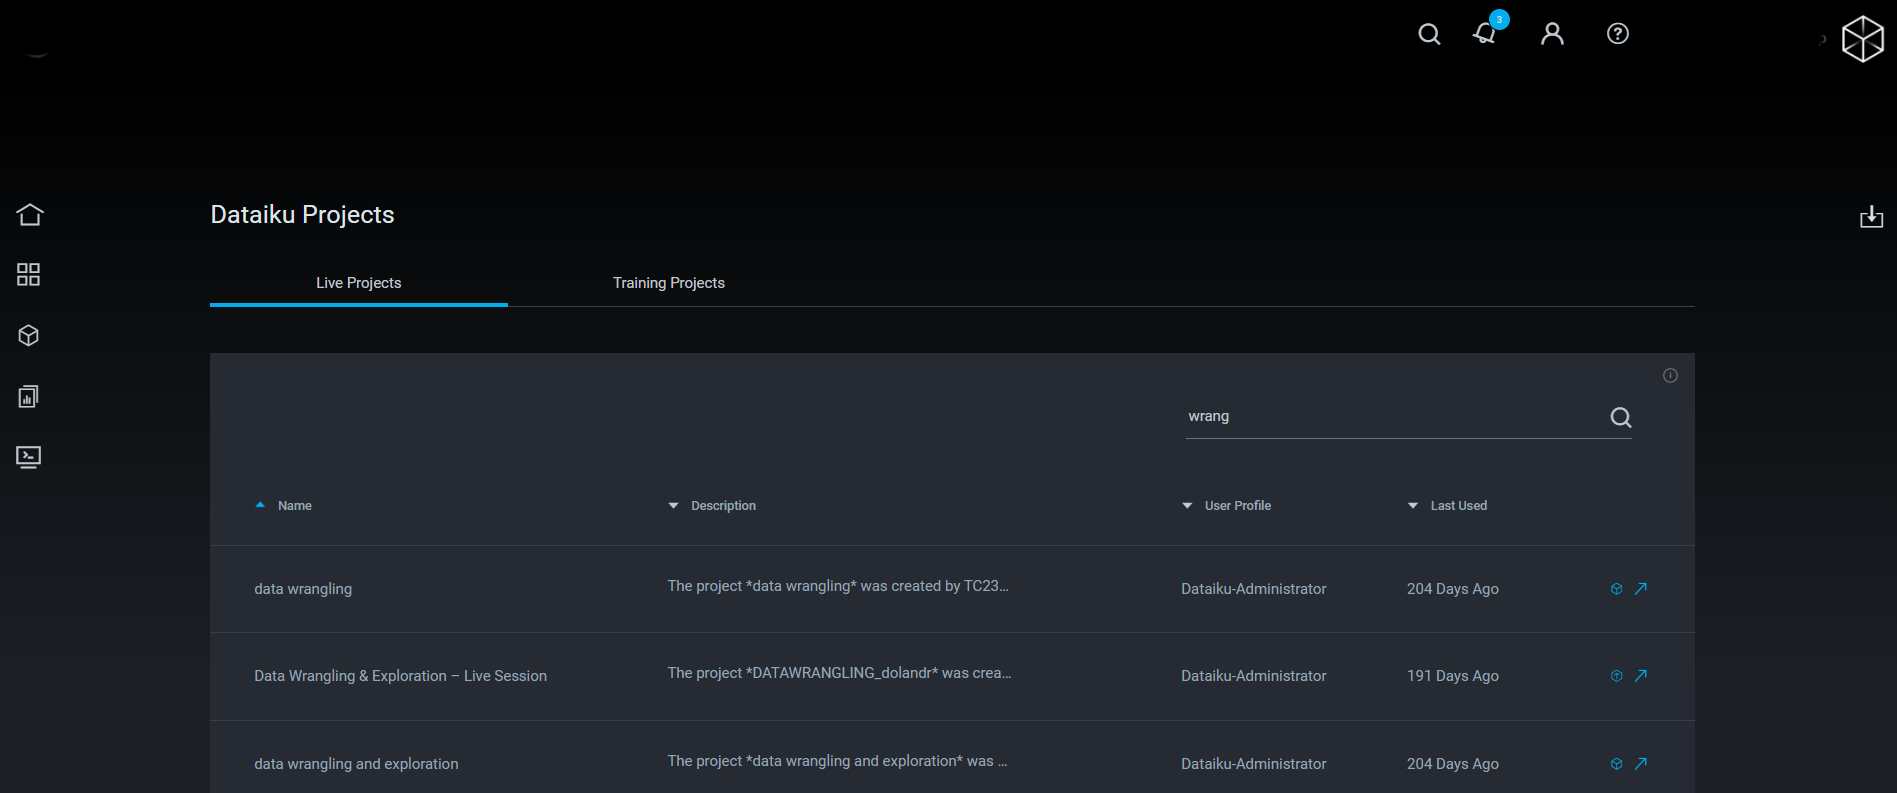 3
Dataiku Projects
Live Projects Training Projects
wrang
Name Description User Profile Last Used
data wrangling The project *data wrangling* was created by TC23... Dataiku-Administrator 204 Days Ago
Data Wrangling & Exploration – Live Session The project *DATAWRANGLING_dolandr* was crea... Dataiku-Administrator 191 Days Ago
data wrangling and exploration The project *data wrangling and exploration* was ... Dataiku-Administrator 204 Days Ago